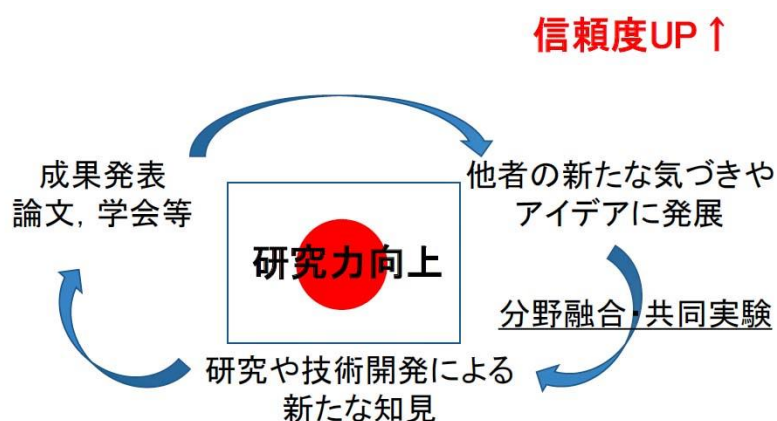 信頼度UP↑
成果発表
論文，学会等
他者の新たな気づきや
アイデアに発展
研究力向上
分野融合・共同実験
研究や技術開発による
新たな知見